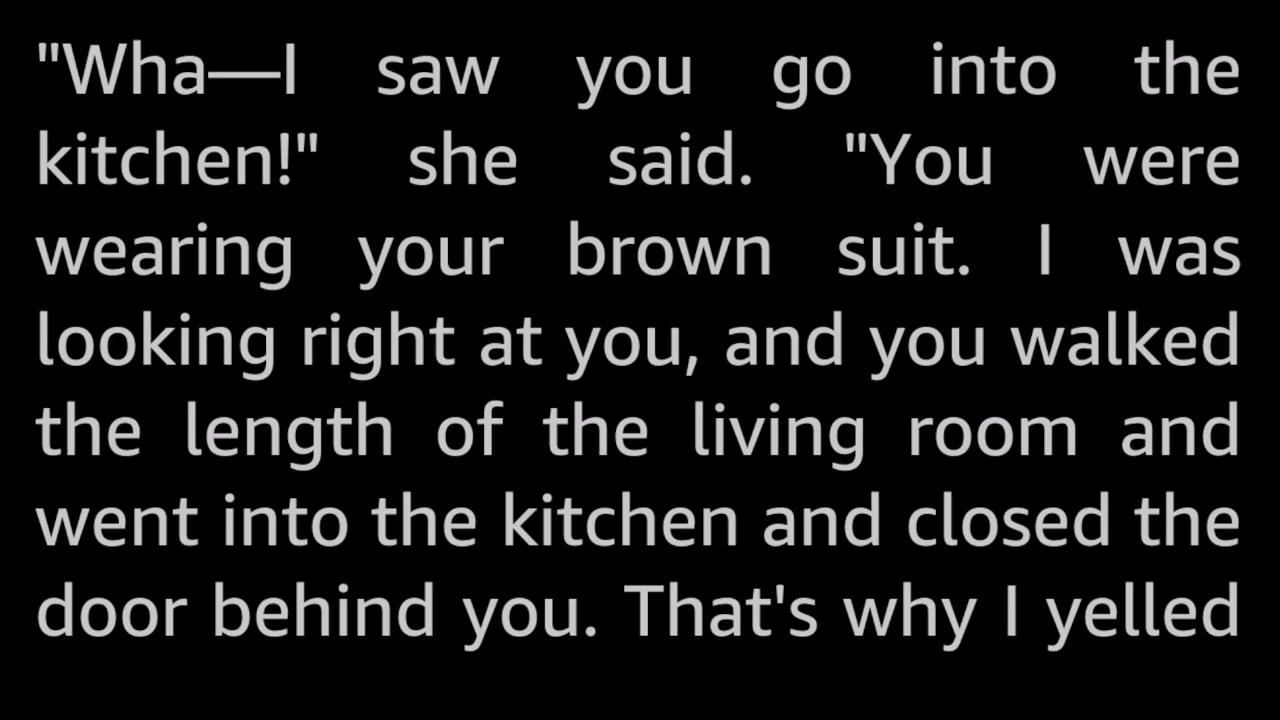 "Wha—I saw you go into the
kitchen!" she said. "You were
wearing your brown suit. I was
looking right at you, and you walked
the length of the living room and
went into the kitchen and closed the
door behind you. That's why I yelled